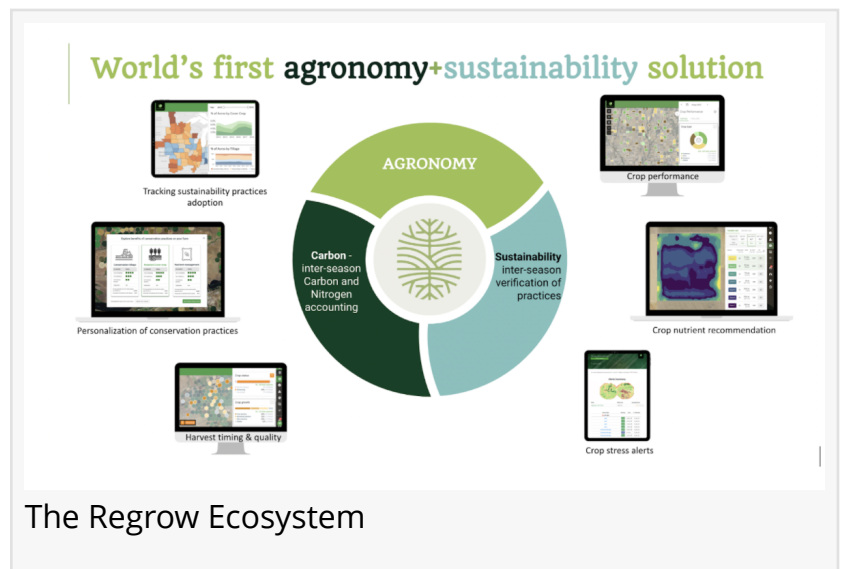 World's first agronomy+sustainability solution
Tracking sustainability practices
adoption
Crop performance
AGRONOMY
Carbon -
inter-season
Carbon and
Nitrogen
accounting
Sustainability
inter-season
verification of
practices
Personalization of conservation practices
Crop nutrient recommendation
Harvest timing & quality
Crop stress alerts
The Regrow Ecosystem